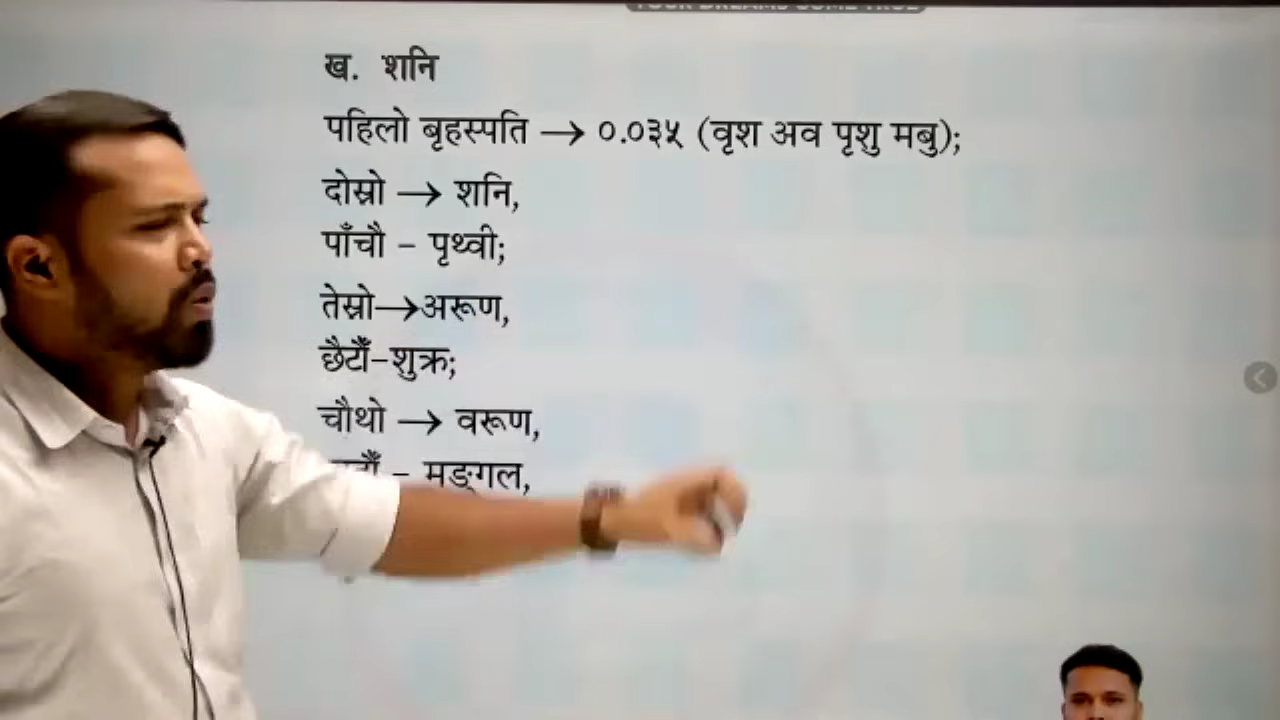 ख. शनि
पहिलो बृहस्पति → ०.०३५ (वृश अव पृशु मबु);
दोस्रो → शनि,
पाँचौ – पृथ्वी;
तेस्रो→अरूण,
छैटौँ–शुक्र;
चौथो → वरूण,
– मङ्गल,